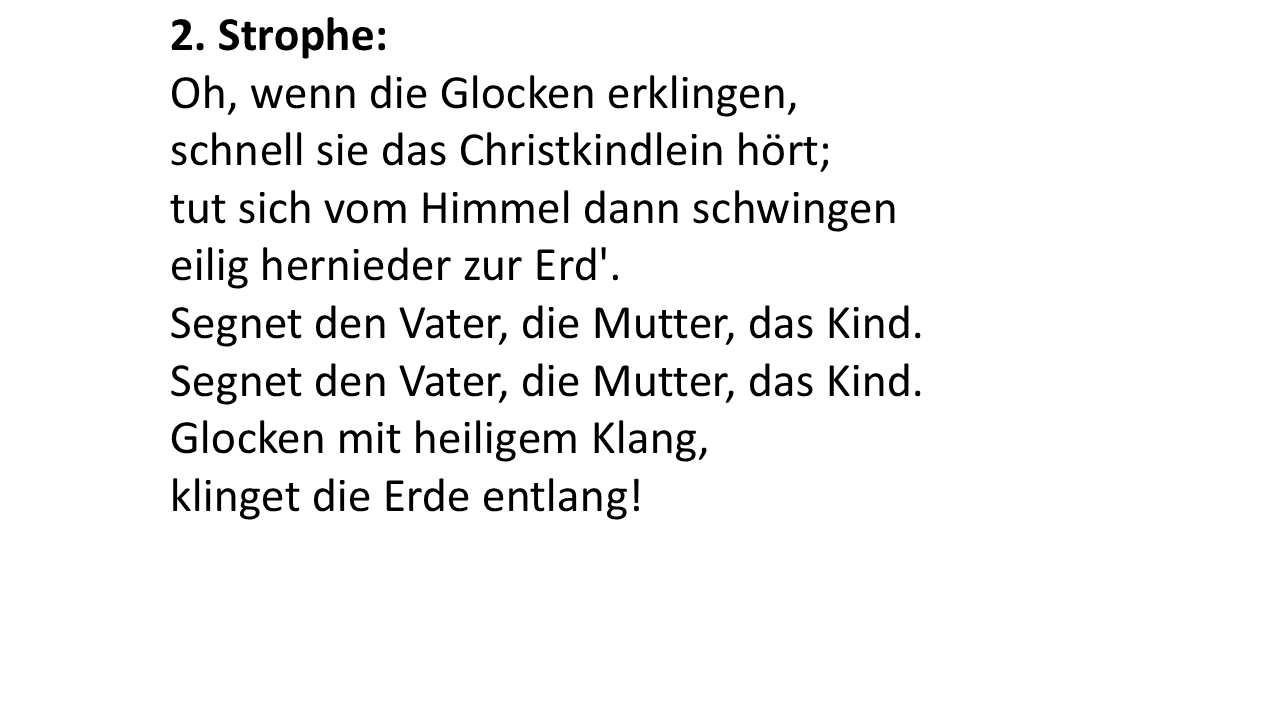 2. Strophe:
Oh, wenn die Glocken erklingen,
schnell sie das Christkindlein hört;
tut sich vom Himmel dann schwingen
eilig hernieder zur Erd'.
Segnet den Vater, die Mutter, das Kind.
Segnet den Vater, die Mutter, das Kind.
Glocken mit heiligem Klang,
klinget die Erde entlang!